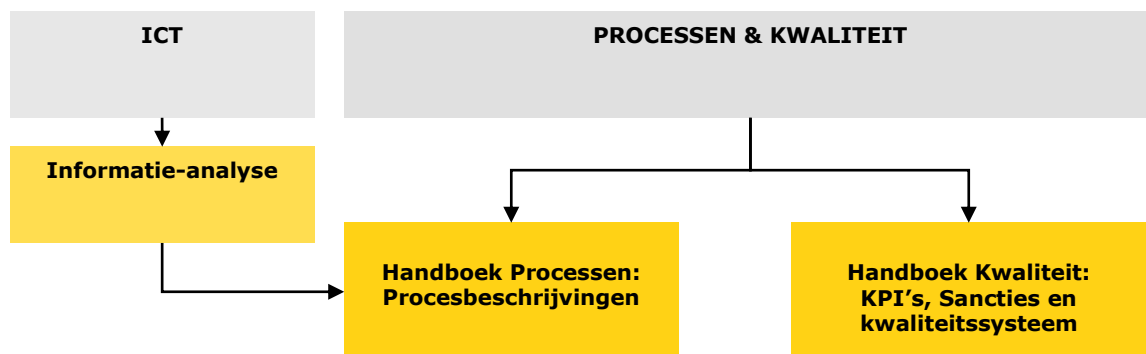 ICT
PROCESSEN & KWALITEIT
Informatie-analyse
Handboek Processen:
Procesbeschrijvingen
Handboek Kwaliteit:
KPI’s, Sancties en
kwaliteitssysteem